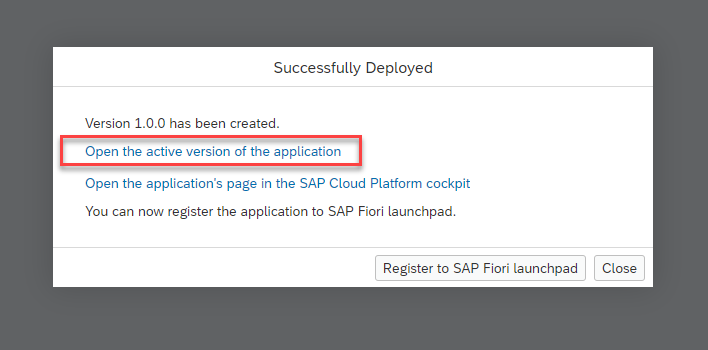 Successfully Deployed
Version 1.0.0 has been created.
Open the active version of the application
Open the application's page in the SAP Cloud Platform cockpit
You can now register the application to SAP Fiori launchpad.
Register to SAP Fiori launchpad
Close